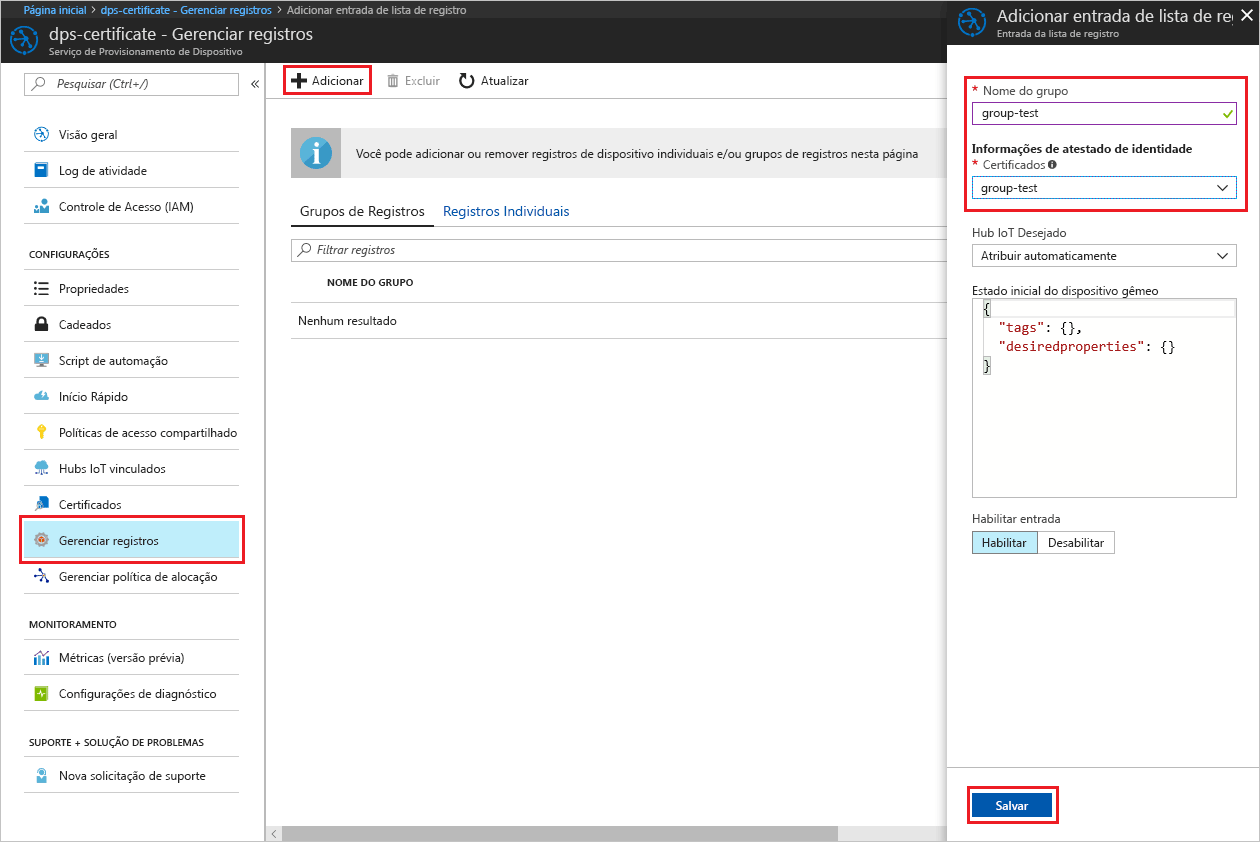 Página inicial > dps-certificate - Gerenciar registros > Adicionar entrada de lista de registro
dps-certificate - Gerenciar registros
Serviço de Provisionamento de Dispositivo
Pesquisar (Ctrl+/)
«
Visão geral
Log de atividade
Controle de Acesso (IAM)
CONFIGURAÇÕES
Propriedades
Cadeados
Script de automação
Início Rápido
Políticas de acesso compartilhado
Hubs IoT vinculados
Certificados
Gerenciar registros
Gerenciar política de alocação
MONITORAMENTO
Métricas (versão prévia)
Configurações de diagnóstico
SUPORTE + SOLUÇÃO DE PROBLEMAS
Nova solicitação de suporte
Adicionar Excluir Atualizar
Você pode adicionar ou remover registros de dispositivo individuais e/ou grupos de registros nesta página
Grupos de Registros Registros Individuais
Filtrar registros
NOME DO GRUPO
Nenhum resultado
Adicionar entrada de lista de re
Entrada da lista de registro
* Nome do grupo
group-test
Informações de atestado de identidade
* Certificados
group-test
Hub IoT Desejado
Atribuir automaticamente
Estado inicial do dispositivo gêmeo
{
"tags": {},
"desiredproperties": {}
}
Habilitar entrada
Habilitar Desabilitar
Salvar